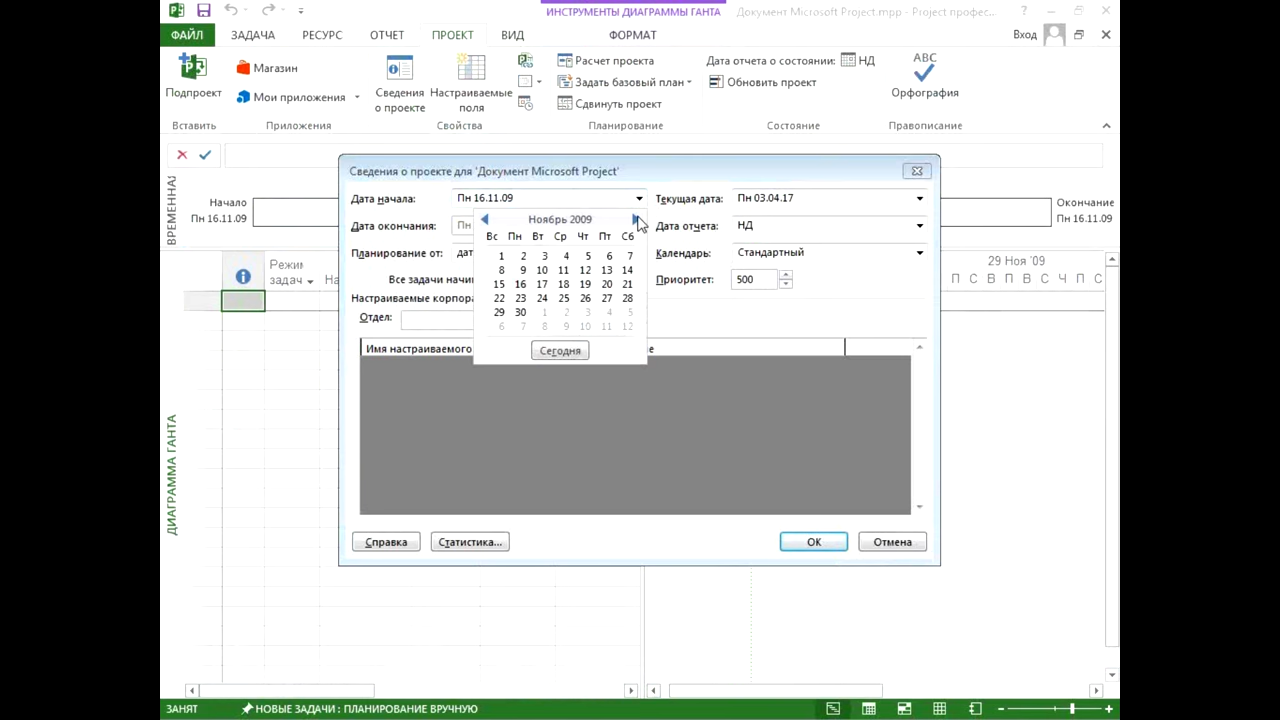 ИНСТРУМЕНТЫ ДИАГРАММЫ ГАНТА
Документ Microsoft Project.mpp - Project професс...
ФАЙЛ ЗАДАЧА РЕСУРС ОТЧЕТ ПРОЕКТ ВИД ФОРМАТ Вход
Подпроект
Магазин
Мои приложения
Сведения о проекте
Настраиваемые поля
Расчет проекта
Задать базовый план
Сдвинуть проект
Дата отчета о состоянии: НД
Обновить проект
ABC
Орфография
Вставить Приложения Свойства Планирование Состояние Правописание
ВРЕМЕННАЯ
Начало
Пн 16.11.09
Окончание
Пн 16.11.09
Сведения о проекте для 'Документ Microsoft Project'
Дата начала: Пн 16.11.09 Текущая дата: Пн 03.04.17
Дата окончания: Пн Дата отчета: НД
Планирование от: дат Календарь: Стандартный
Все задачи начин Приоритет: 500
Настраиваемые корпора
Отдел:
Имя настраиваемого е
Ноябрь 2009
Вс Пн Вт Ср Чт Пт Сб
1 2 3 4 5 6 7
8 9 10 11 12 13 14
15 16 17 18 19 20 21
22 23 24 25 26 27 28
29 30 1 2 3 4 5
6 7 8 9 10 11 12
Сегодня
Справка Статистика... ОК Отмена
Режим
задач На
29 Ноя '09
П С В П В С Ч П С
ДИАГРАММА ГАНТА
ЗАНЯТ НОВЫЕ ЗАДАЧИ : ПЛАНИРОВАНИЕ ВРУЧНУЮ